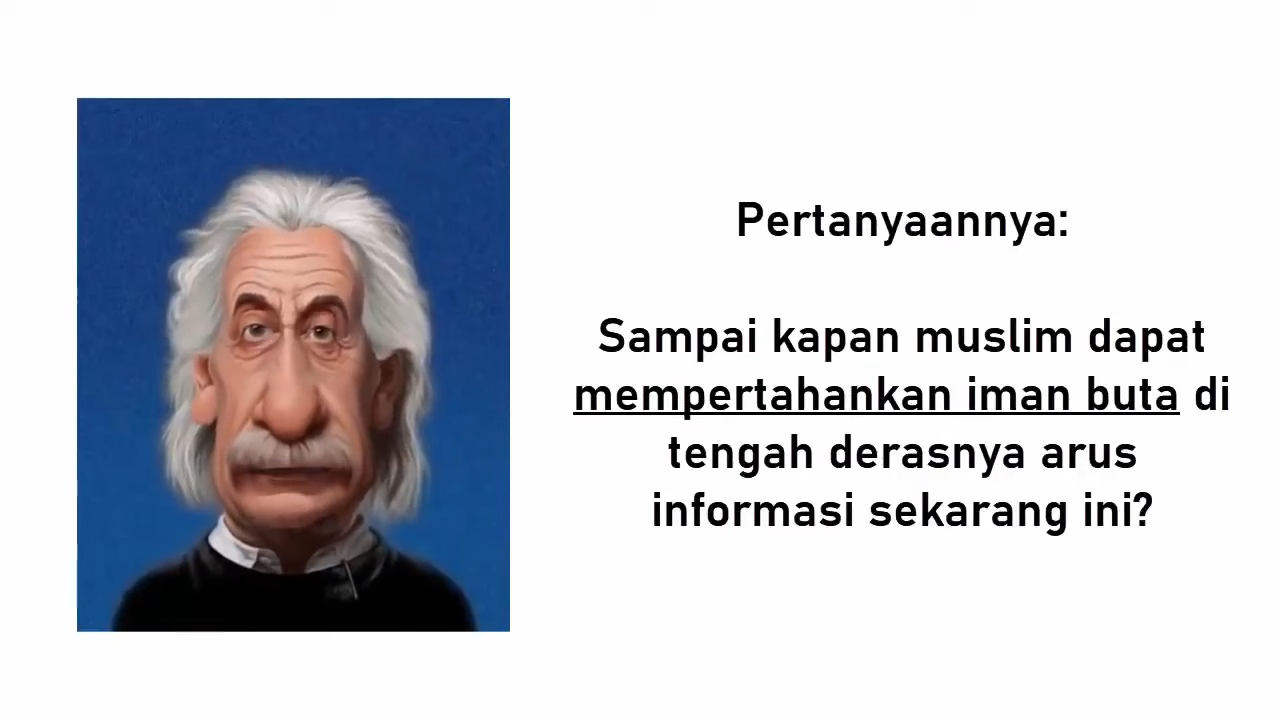 Pertanyaannya:
Sampai kapan muslim dapat
mempertahankan iman buta di
tengah derasnya arus
informasi sekarang ini?